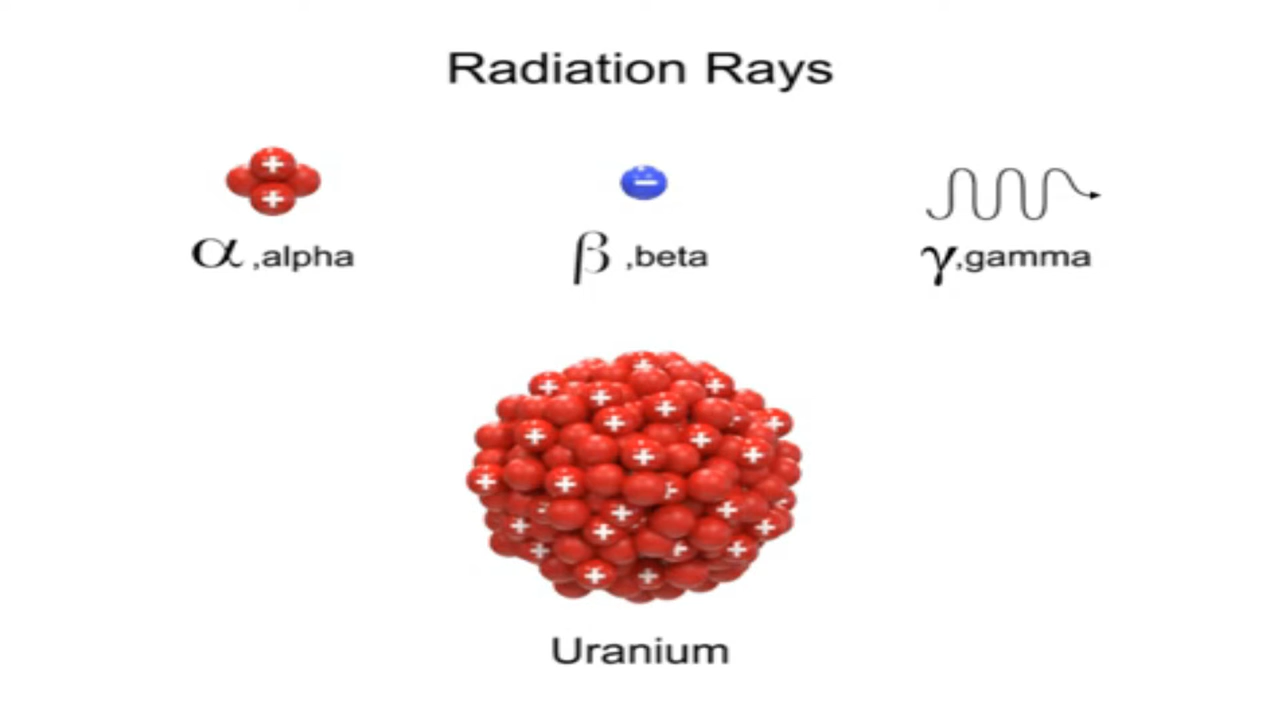 Radiation Rays
α ,alpha
β ,beta
γ,gamma
Uranium